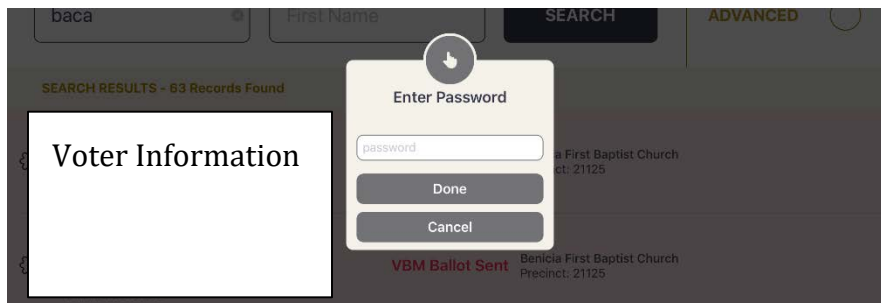 baca
First Name
SEARCH
ADVANCED
SEARCH RESULTS - 63 Records Found
Enter Password
password
Done
Cancel
Voter Information
a First Baptist Church
ct: 21125
VBM Ballot Sent
Benicia First Baptist Church
Precinct: 21125